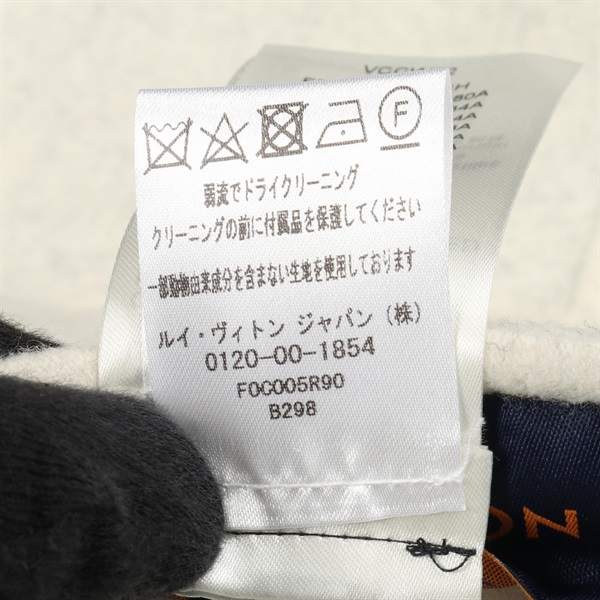 弱流でドライクリーニング
クリーニングの前に付属品を保護してください
一部動物由来成分を含まない生地を使用しております
ルイ・ヴィトン ジャパン (株)
0120-00-1854
F0C005R90
B298
F